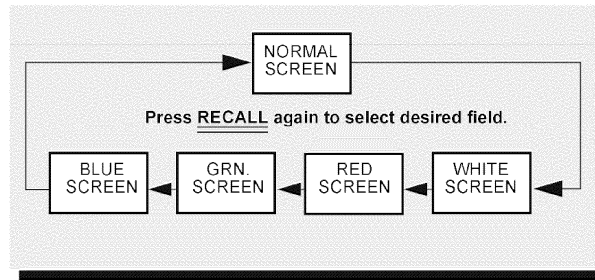 NORMAL
SCREEN
Press RECALL again to select desired field.
BLUE
SCREEN
GRN.
SCREEN
RED
SCREEN
WHITE
SCREEN